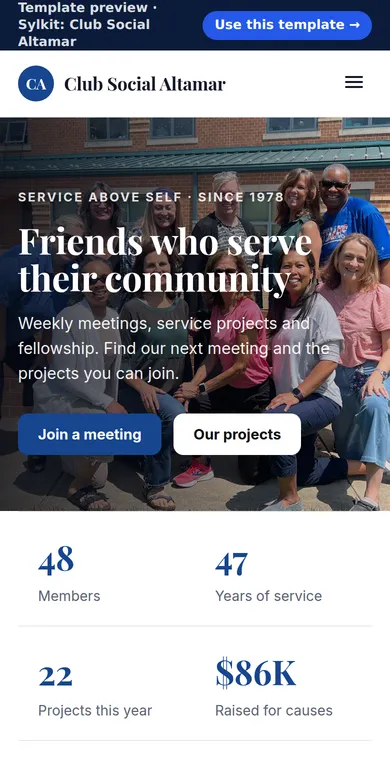 Template preview ·
Sylkit: Club Social
Altamar
Use this template →
CA
Club Social Altamar
SERVICE ABOVE SELF · SINCE 1978
Friends who serve
their community
Weekly meetings, service projects and
fellowship. Find our next meeting and the
projects you can join.
Join a meeting
Our projects
48
47
Members
Years of service
22
$86K
Projects this year
Raised for causes